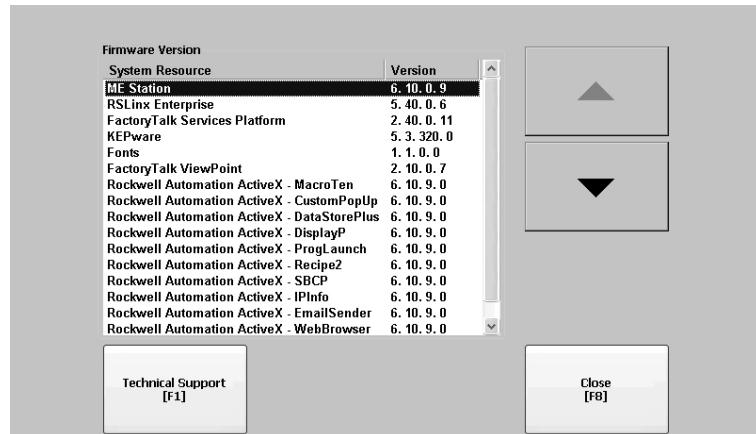 Firmware Version
System Resource Version
ME Station 6. 10. 0. 9
RSLinx Enterprise 5. 40. 0. 6
FactoryTalk Services Platform 2. 40. 0. 11
KEPware 5. 3. 320. 0
Fonts 1. 1. 0. 0
FactoryTalk ViewPoint 2. 10. 0. 7
Rockwell Automation ActiveX - MacroTen 6. 10. 9. 0
Rockwell Automation ActiveX - CustomPopUp 6. 10. 9. 0
Rockwell Automation ActiveX - DataStorePlus 6. 10. 9. 0
Rockwell Automation ActiveX - DisplayP 6. 10. 9. 0
Rockwell Automation ActiveX - ProgLaunch 6. 10. 9. 0
Rockwell Automation ActiveX - Recipe2 6. 10. 9. 0
Rockwell Automation ActiveX - SBCP 6. 10. 9. 0
Rockwell Automation ActiveX - IPInfo 6. 10. 9. 0
Rockwell Automation ActiveX - EmailSender 6. 10. 9. 0
Rockwell Automation ActiveX - WebBrowser 6. 10. 9. 0
Technical Support
[F1]
Close
[F8]